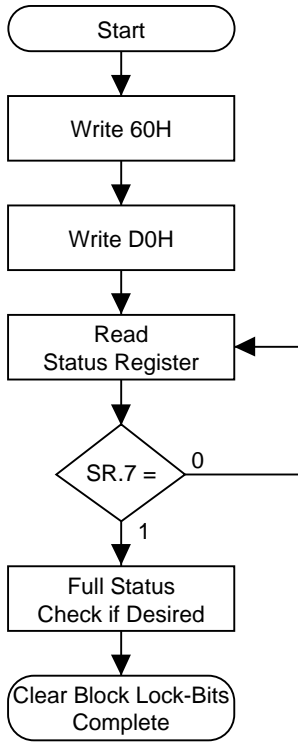 Start
Write 60H
Write D0H
Read
Status Register
SR.7 =
0
1
Full Status
Check if Desired
Clear Block Lock-Bits
Complete